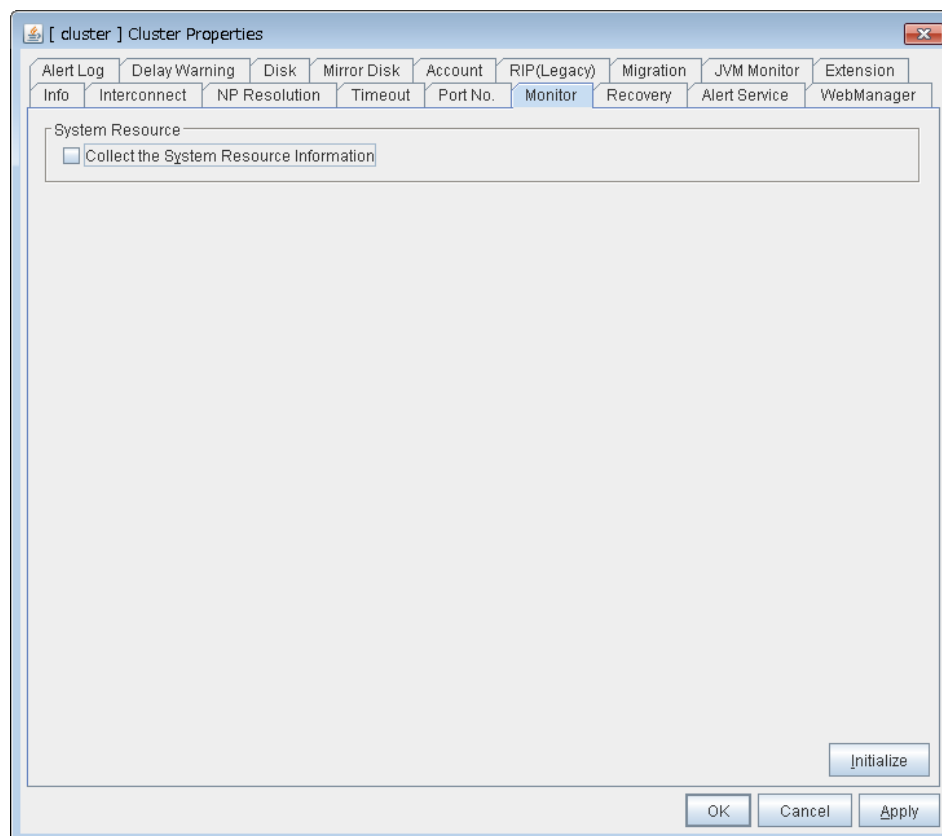 [ cluster ] Cluster Properties
Alert Log Delay Warning Disk Mirror Disk Account RIP(Legacy) Migration JVM Monitor Extension
Info Interconnect NP Resolution Timeout Port No. Monitor Recovery Alert Service WebManager
System Resource
Collect the System Resource Information
Initialize
OK Cancel Apply